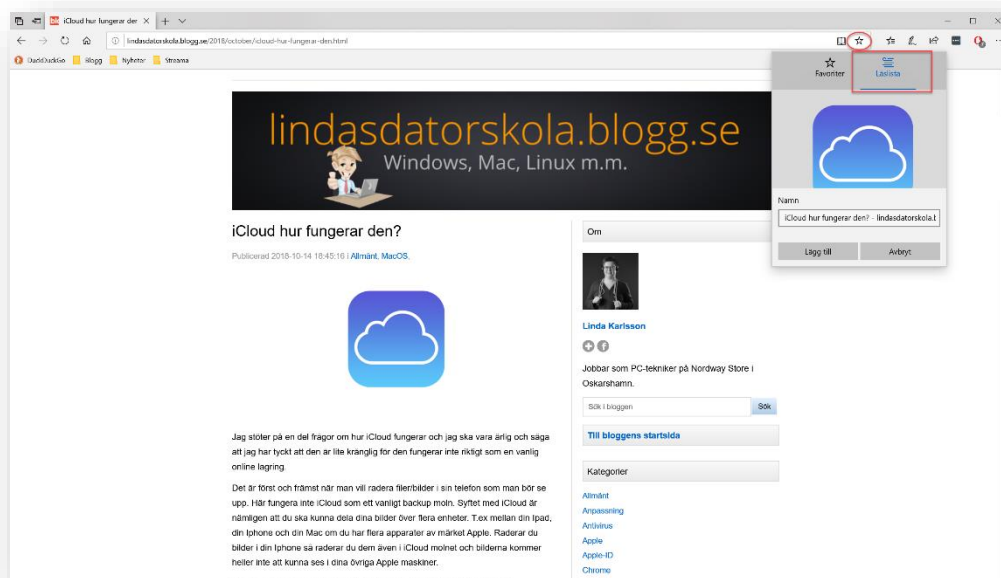 iCloud hur fungerar der
lindasdatorskola.blogg.se/2018/october/icloud-hur-fungerar-den.html
DuckDuckGo Blogg Nyheter Streama
Favoriter Läslista
lindasdatorskola.blogg.se
Windows, Mac, Linux m.m.
Namn
iCloud hur fungerar den? - lindasdatorskola.b
Lägg till Avbryt
iCloud hur fungerar den?
Publicerad 2018-10-14 18:45:16 i Allmänt, MacOS,
Om
Linda Karlsson
Jobbar som PC-tekniker på Nordway Store i
Oskarshamn.
Sök i bloggen Sök
Till bloggens startsida
Kategorier
Allmänt
Anpassning
Antivirus
Apple
Apple-ID
Chrome
Jag stöter på en del frågor om hur iCloud fungerar och jag ska vara ärlig och säga
att jag har tyckt att den är lite krånglig för den fungerar inte riktigt som en vanlig
online lagring.
Det är först och främst när man vill radera filer/bilder i sin telefon som man bör se
upp. Här fungera inte iCloud som ett vanligt backup moln. Syftet med iCloud är
nämligen att du ska kunna dela dina bilder över flera enheter. T.ex mellan din Ipad,
din Iphone och din Mac om du har flera apparater av märket Apple. Raderar du
bilder i din Iphone så raderar du dem även i iCloud molnet och bilderna kommer
heller inte att kunna ses i dina övriga Apple maskiner.